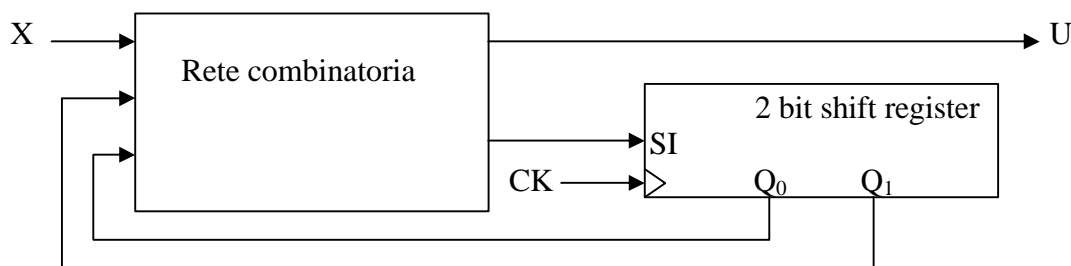 X
U
Rete combinatoria
2 bit shift register
SI
CK
Q₀
Q₁